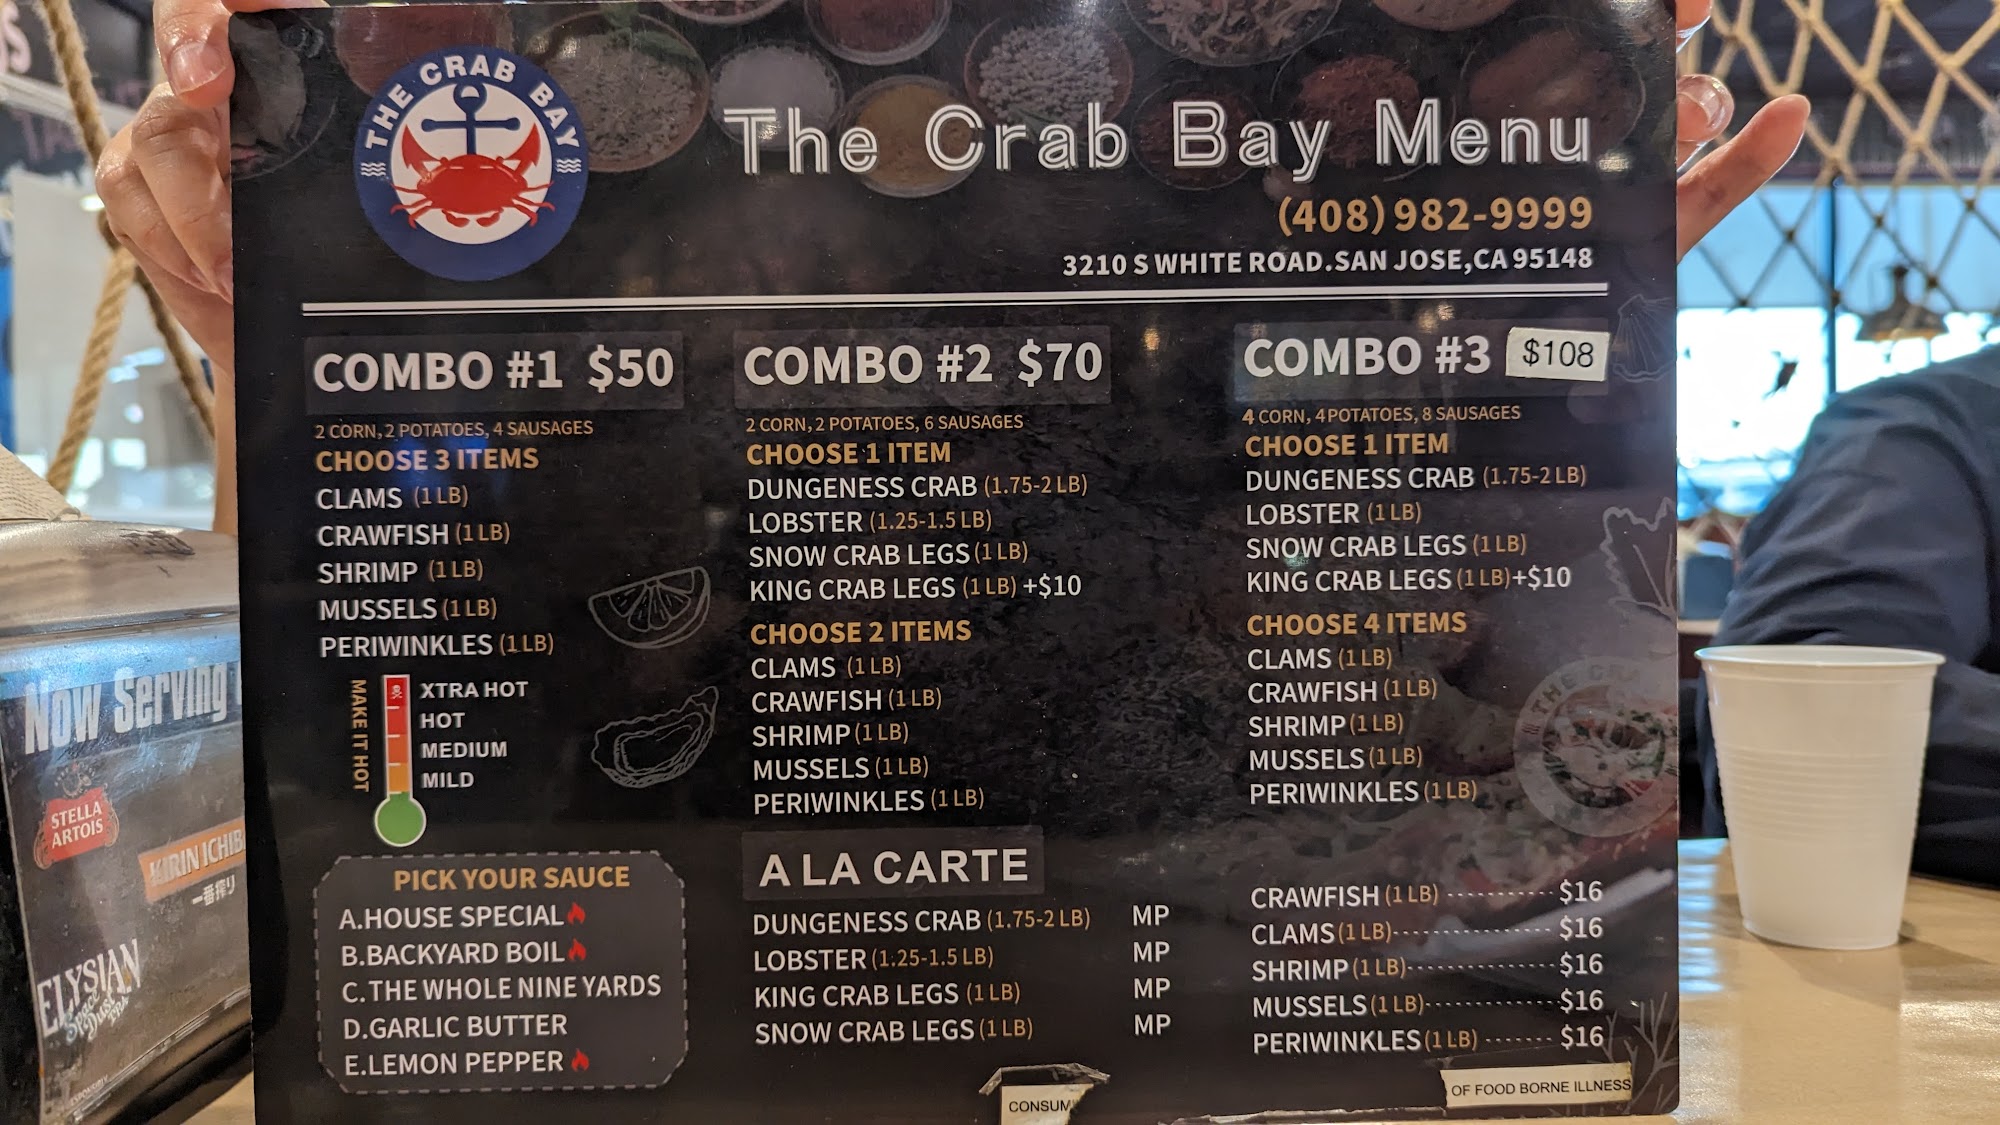 THE CRAB BAY
The Crab Bay Menu
(408) 982-9999
3210 S WHITE ROAD.SAN JOSE,CA 95148
COMBO #1 $50
2 CORN, 2 POTATOES, 4 SAUSAGES
CHOOSE 3 ITEMS
CLAMS (1 LB)
CRAWFISH (1 LB)
SHRIMP (1 LB)
MUSSELS (1 LB)
PERIWINKLES (1 LB)
MAKE IT HOT
XTRA HOT
HOT
MEDIUM
MILD
PICK YOUR SAUCE
A.HOUSE SPECIAL
B.BACKYARD BOIL
C.THE WHOLE NINE YARDS
D.GARLIC BUTTER
E.LEMON PEPPER
COMBO #2 $70
2 CORN, 2 POTATOES, 6 SAUSAGES
CHOOSE 1 ITEM
DUNGENESS CRAB (1.75-2 LB)
LOBSTER (1.25-1.5 LB)
SNOW CRAB LEGS (1 LB)
KING CRAB LEGS (1 LB) +$10
CHOOSE 2 ITEMS
CLAMS (1 LB)
CRAWFISH (1 LB)
SHRIMP (1 LB)
MUSSELS (1 LB)
PERIWINKLES (1 LB)
COMBO #3 $108
4 CORN, 4POTATOES, 8 SAUSAGES
CHOOSE 1 ITEM
DUNGENESS CRAB (1.75-2 LB)
LOBSTER (1 LB)
SNOW CRAB LEGS (1 LB)
KING CRAB LEGS (1 LB)+$10
CHOOSE 4 ITEMS
CLAMS (1 LB)
CRAWFISH (1 LB)
SHRIMP (1 LB)
MUSSELS (1 LB)
PERIWINKLES (1 LB)
A LA CARTE
DUNGENESS CRAB (1.75-2 LB) MP
LOBSTER (1.25-1.5 LB) MP
KING CRAB LEGS (1 LB) MP
SNOW CRAB LEGS (1 LB) MP
CRAWFISH (1 LB) ----------- $16
CLAMS (1 LB)---------------- $16
SHRIMP (1 LB)--------------- $16
MUSSELS (1 LB)------------- $16
PERIWINKLES (1 LB) ------- $16
CONSUM
OF FOOD BORNE ILLNESS
Now Serving
STELLA
ARTOIS
KIRIN ICHIB
一番搾り
ELYSIAN
Space
Dust
IPA